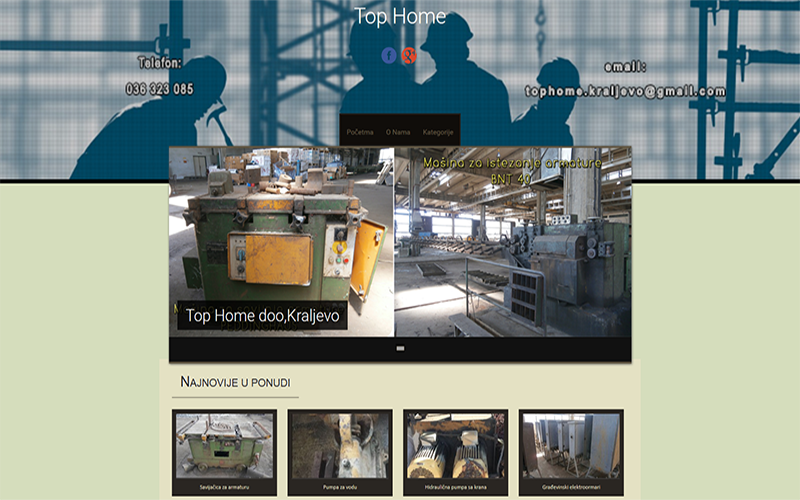 Top Home
Telefon:
036 323 085
email:
tophome.kraljevo@gmail.com
Početna O Nama Kategorije
Mašina za istezanje armature
BNT 40
Top Home doo,Kraljevo
Najnovije u ponudi
Savijačica za armaturu
Pumpa za vodu
Hidraulična pumpa sa krana
Građevinski elektroormari